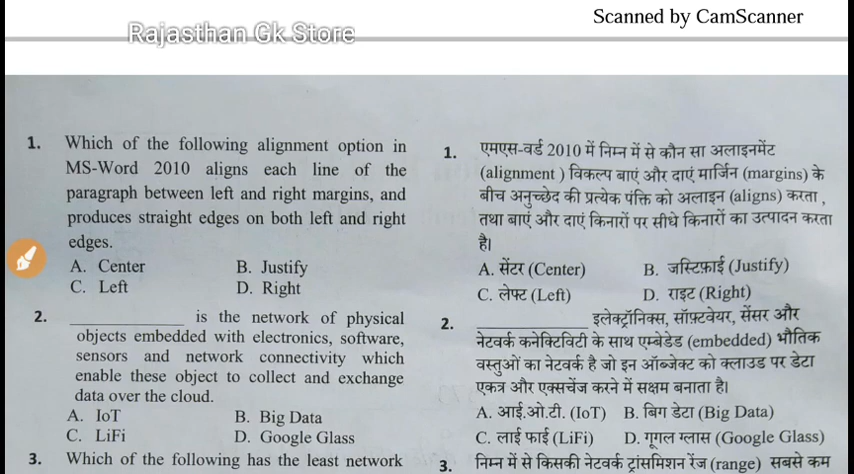 Scanned by CamScanner
Rajasthan Gk Store
1. Which of the following alignment option in
MS-Word 2010 aligns each line of the
paragraph between left and right margins, and
produces straight edges on both left and right
edges.
A. Center B. Justify
C. Left D. Right
2. ____________ is the network of physical
objects embedded with electronics, software,
sensors and network connectivity which
enable these object to collect and exchange
data over the cloud.
A. IoT B. Big Data
C. LiFi D. Google Glass
3. Which of the following has the least network
1. एमएस-वर्ड 2010 में निम्न में से कौन सा अलाइनमेंट
(alignment ) विकल्प बाएं और दाएं मार्जिन (margins) के
बीच अनुच्छेद की प्रत्येक पंक्ति को अलाइन (aligns) करता ,
तथा बाएं और दाएं किनारों पर सीधे किनारों का उत्पादन करता
है।
A. सेंटर (Center) B. जस्टिफ़ाई (Justify)
C. लेफ्ट (Left) D. राइट (Right)
2. ____________ इलेक्ट्रॉनिक्स, सॉफ़्टवेयर, सेंसर और
नेटवर्क कनेक्टिविटी के साथ एम्बेडेड (embedded) भौतिक
वस्तुओं का नेटवर्क है जो इन ऑब्जेक्ट को क्लाउड पर डेटा
एकत्र और एक्सचेंज करने में सक्षम बनाता है।
A. आई.ओ.टी. (IoT) B. बिग डेटा (Big Data)
C. लाई फाई (LiFi) D. गूगल ग्लास (Google Glass)
3. निम्न में से किसकी नेटवर्क ट्रांसमिशन रेंज (range) सबसे कम